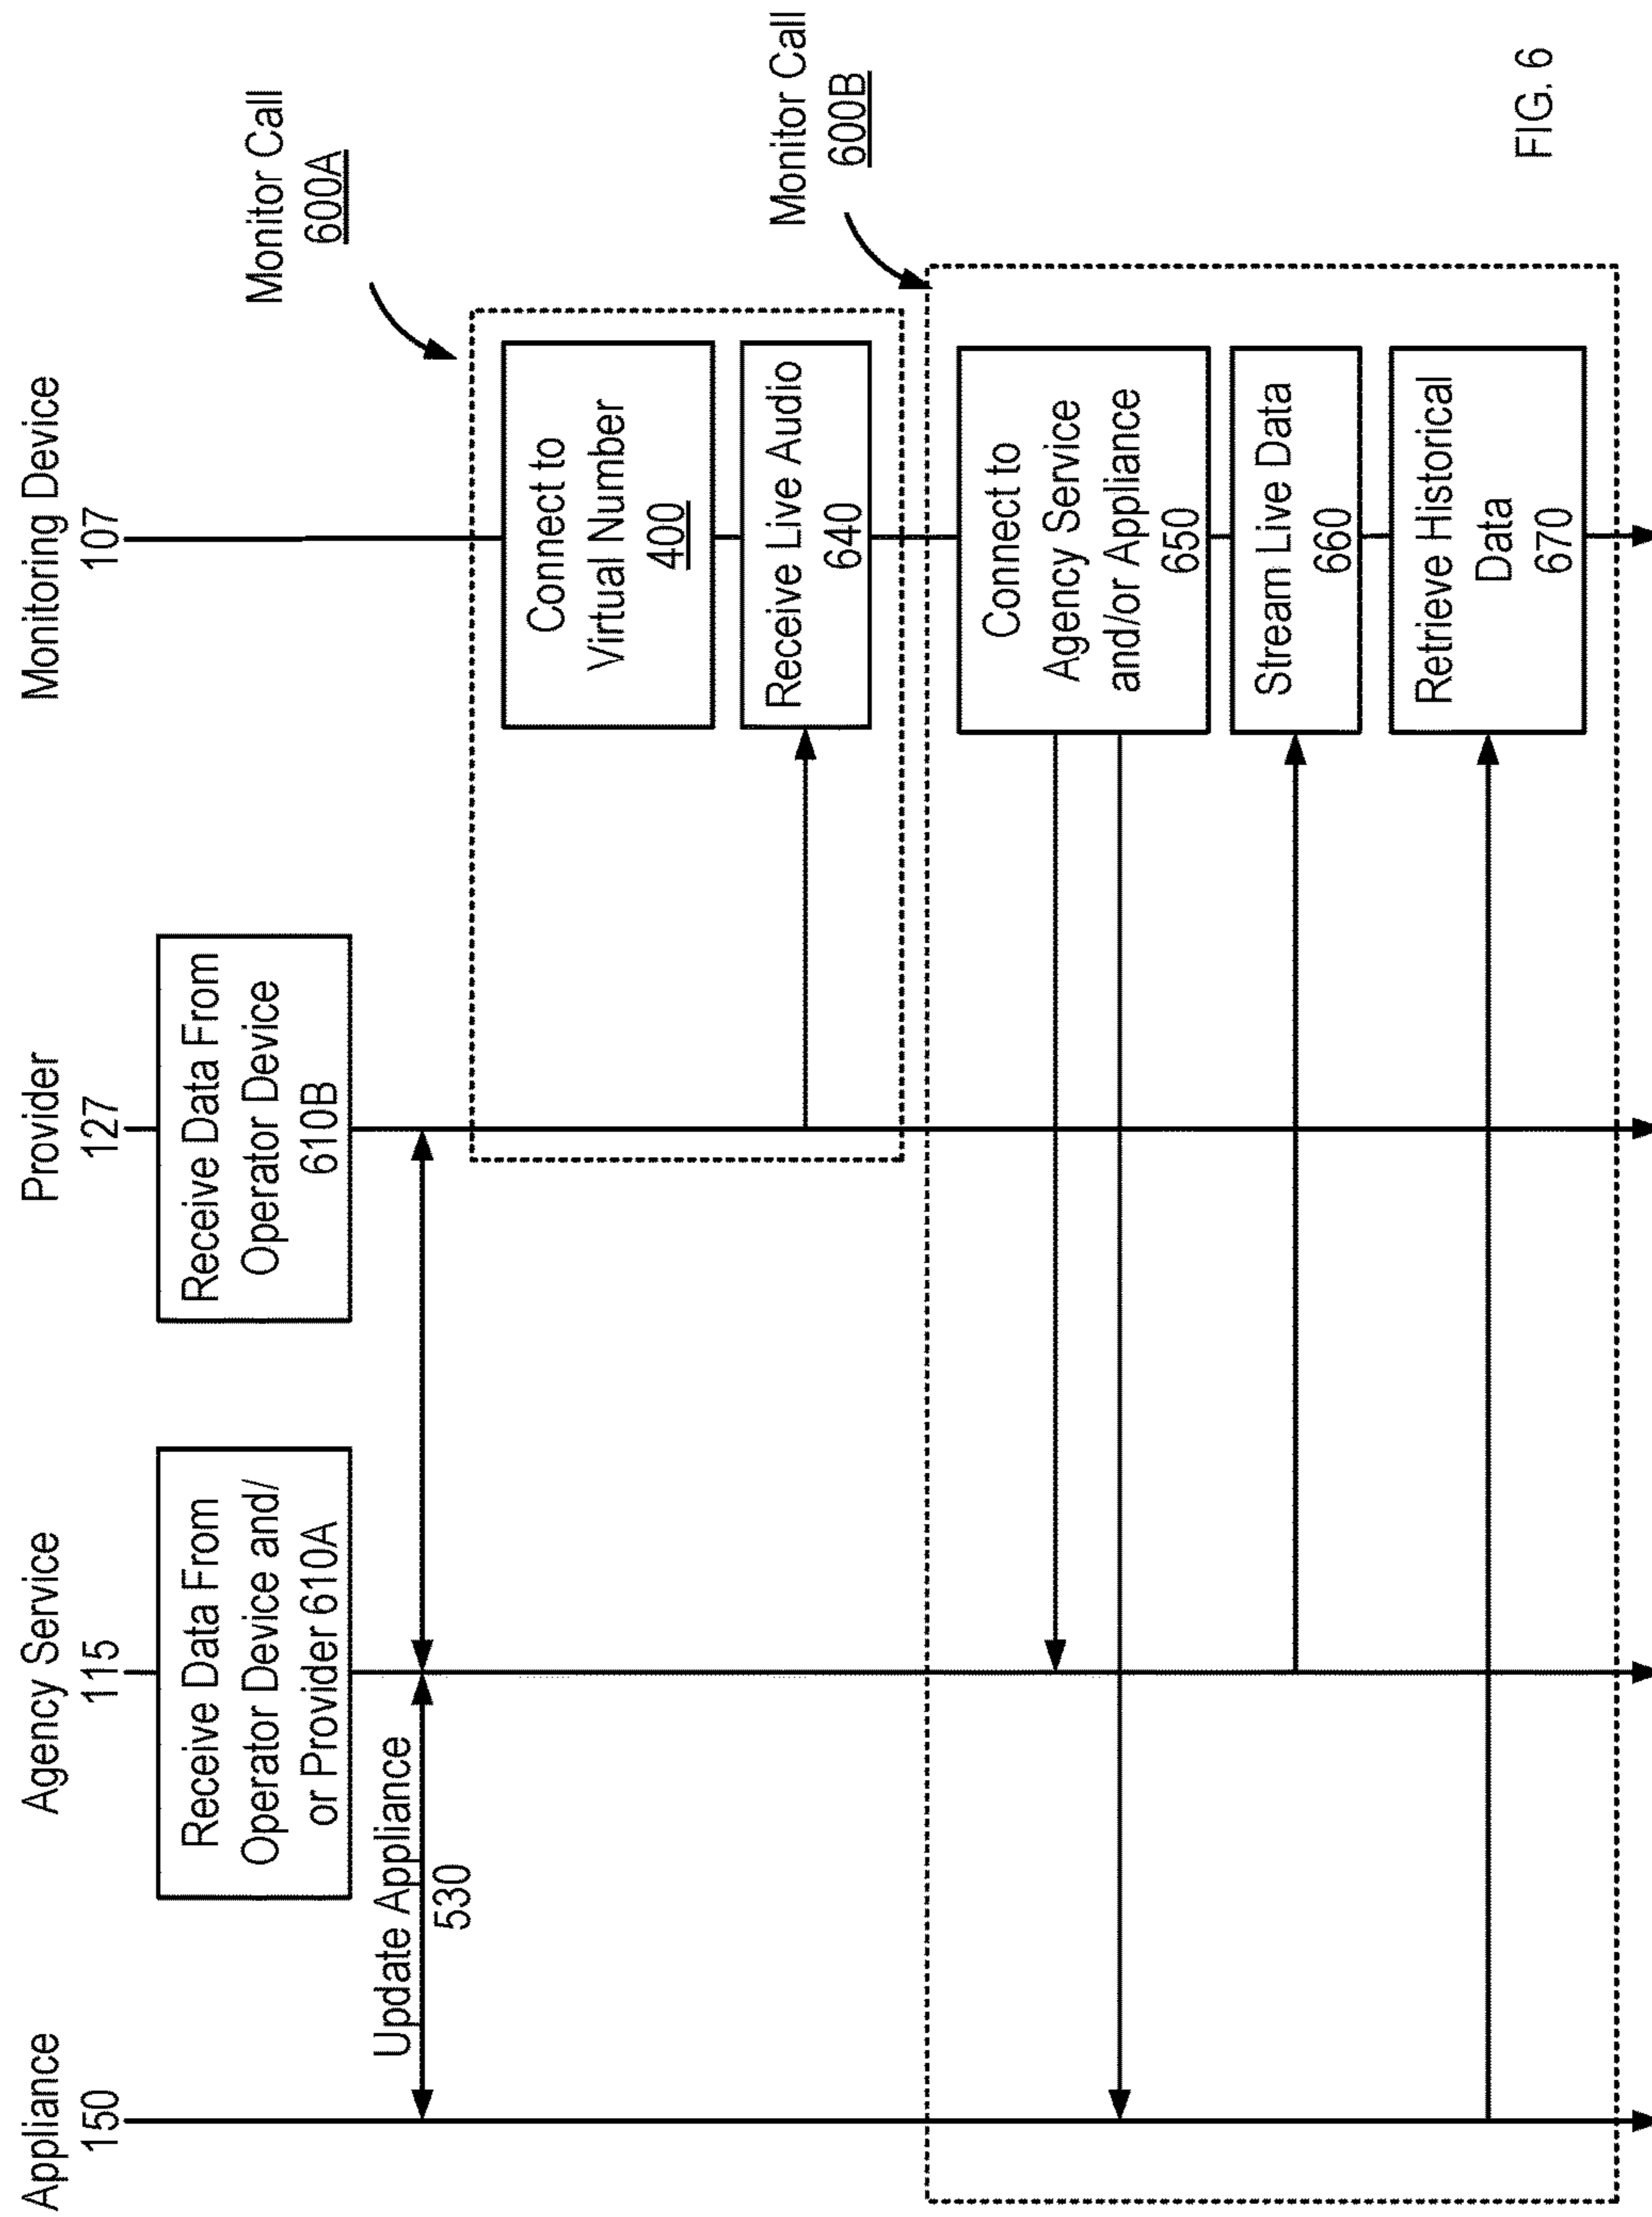 Appliance
150
Agency Service
115
Provider
127
Monitoring Device
107
Receive Data From
Operator Device and/
or Provider 610A
Receive Data From
Operator Device
610B
Update Appliance
530
Monitor Call
600A
Connect to
Virtual Number
400
Receive Live Audio
640
Monitor Call
600B
Connect to
Agency Service
and/or Appliance
650
Stream Live Data
660
Retrieve Historical
Data
670
FIG. 6